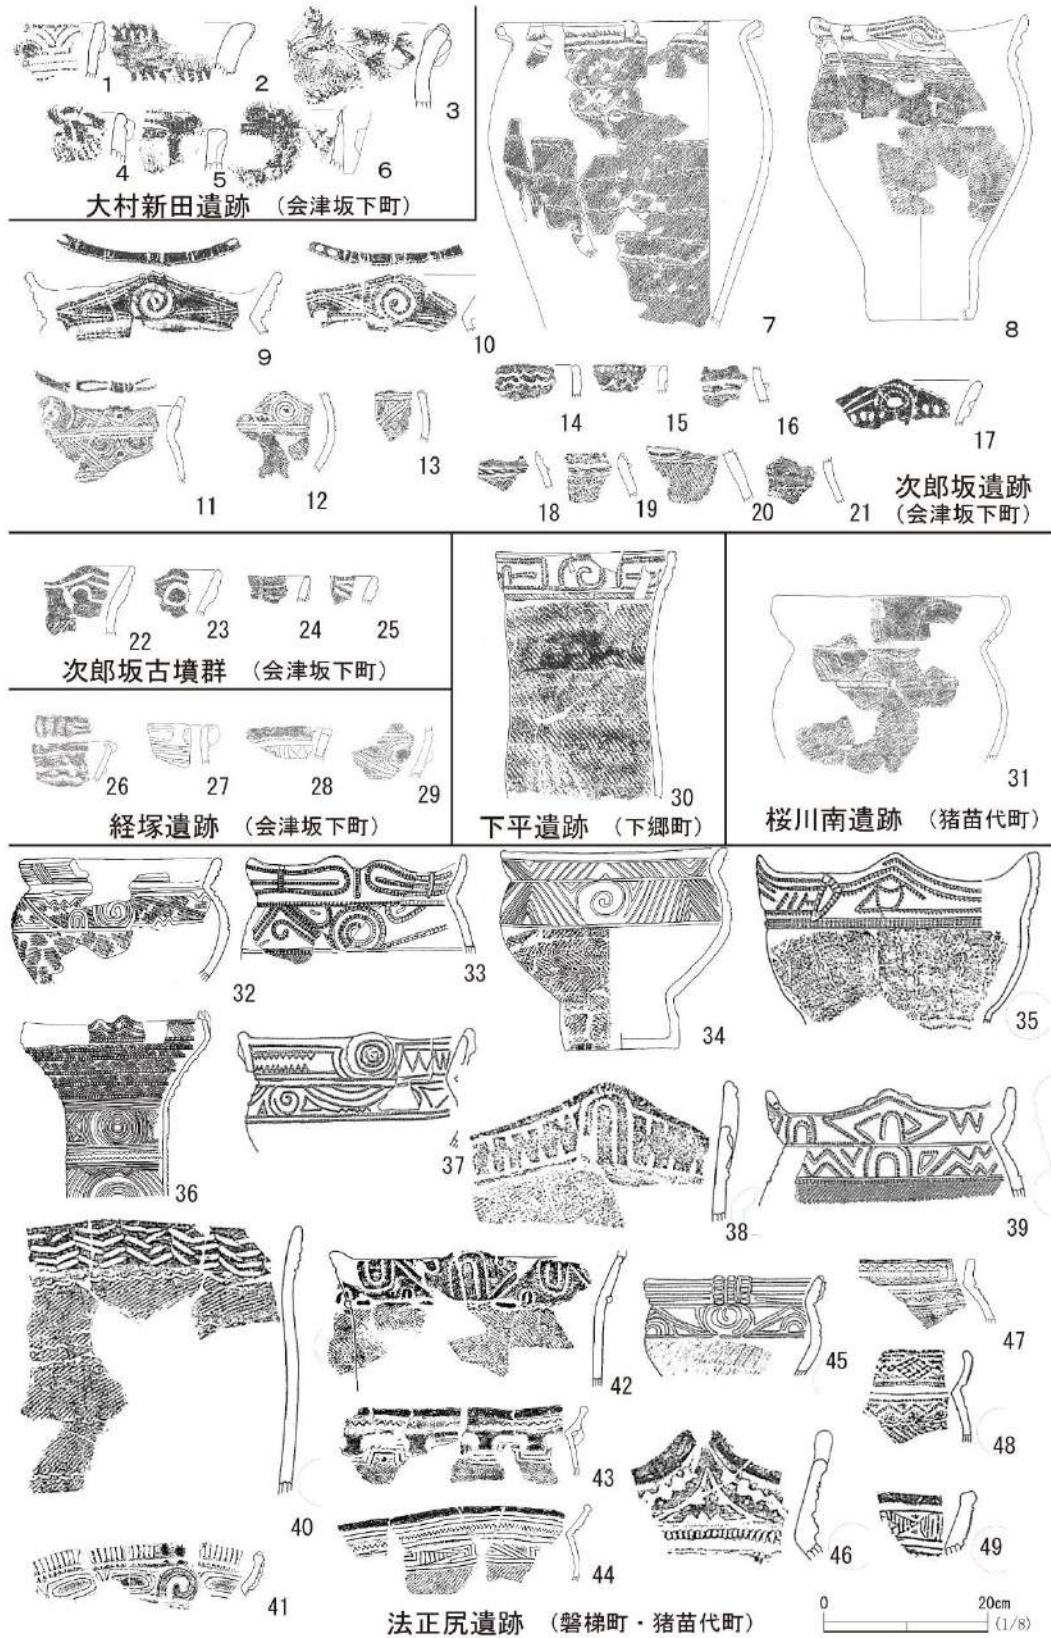 1 2 3
4 5 6
大村新田遺跡 (会津坂下町)
7 8
9 10
11 12 13
14 15 16 17
18 19 20 21
次郎坂遺跡
(会津坂下町)
22 23 24 25
次郎坂古墳群 (会津坂下町)
26 27 28 29
経塚遺跡 (会津坂下町)
30
下平遺跡 (下郷町)
31
桜川南遺跡 (猪苗代町)
32 33 34 35
36 37 38 39
40 42 45 47
48
43
41 44 46 49
法正尻遺跡 (磐梯町・猪苗代町)
0 20cm
(1/8)